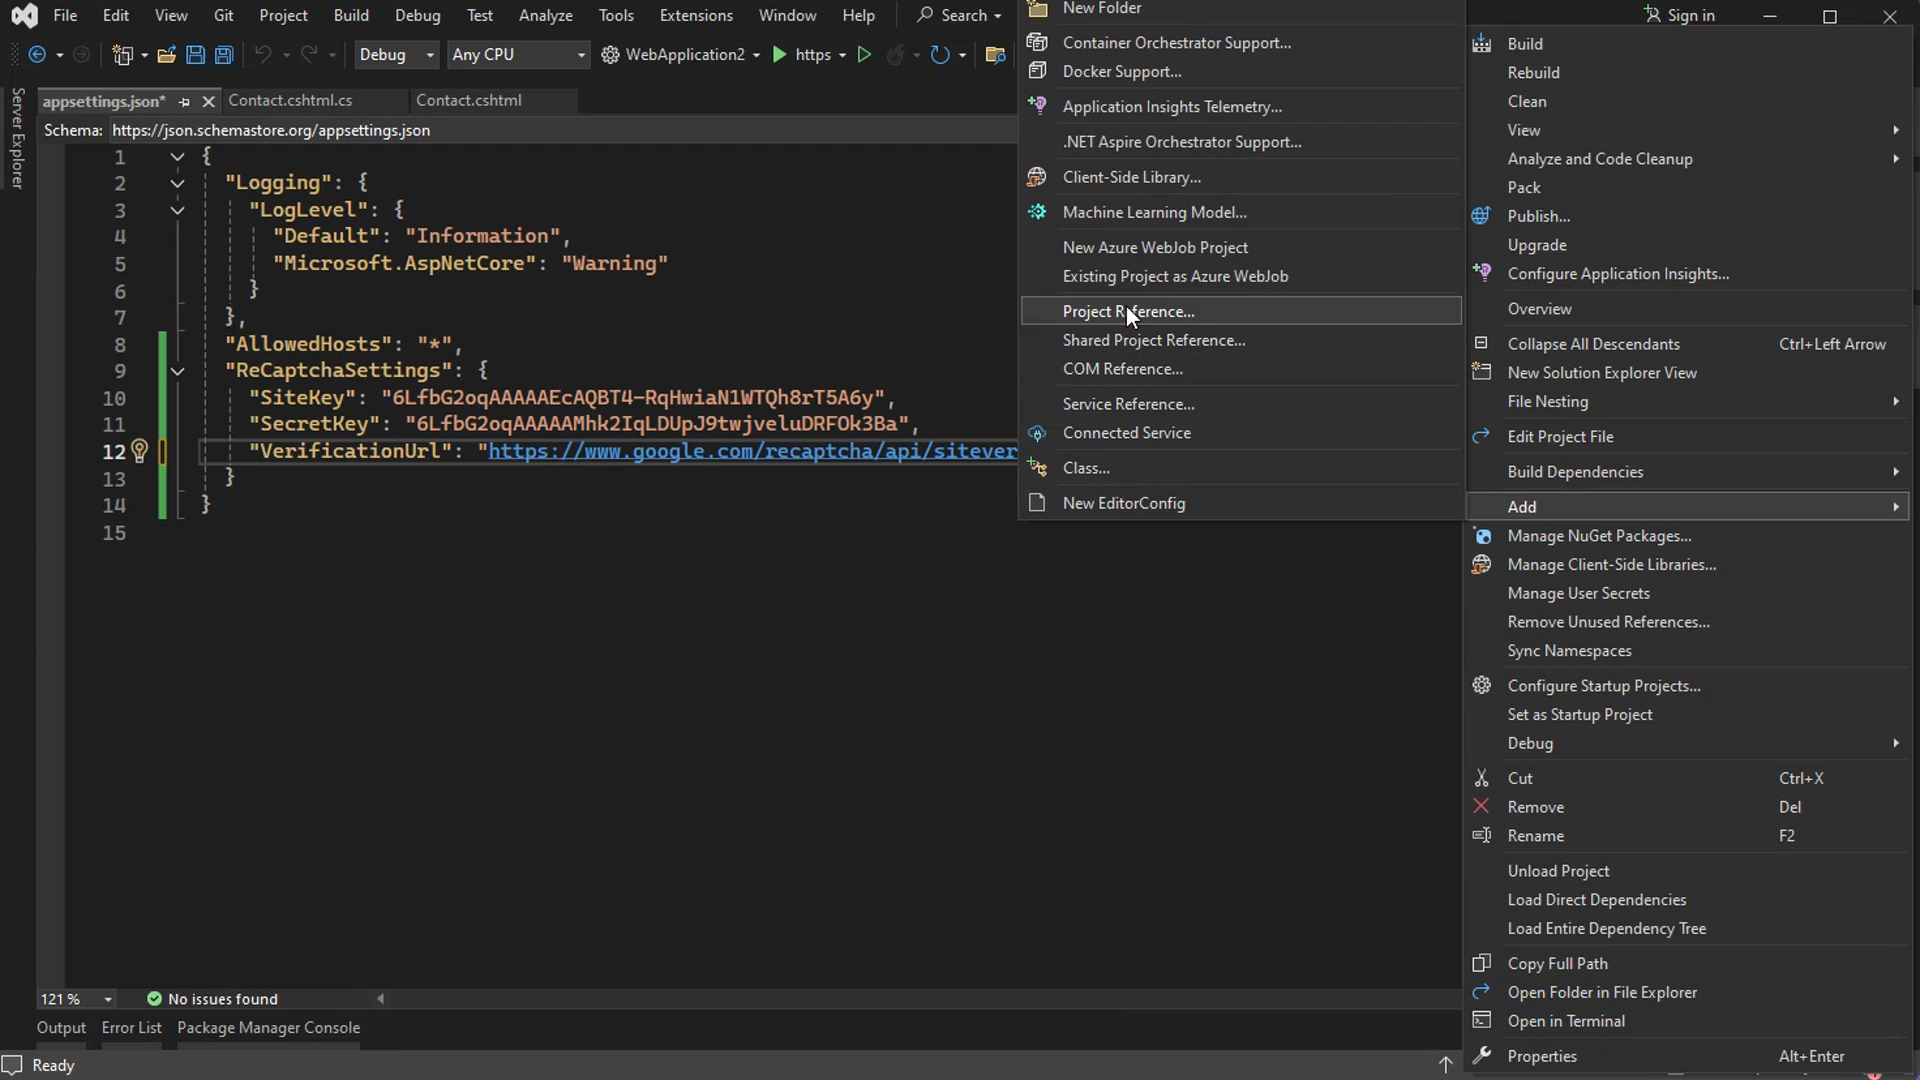 File Edit View Git Project Build Debug Test Analyze Tools Extensions Window Help Search Sign in
Debug Any CPU WebApplication2 https
Server Explorer
appsettings.json* Contact.cshtml.cs Contact.cshtml
Schema: https://json.schemastore.org/appsettings.json
1 {
2 "Logging": {
3 "LogLevel": {
4 "Default": "Information",
5 "Microsoft.AspNetCore": "Warning"
6 }
7 },
8 "AllowedHosts": "*",
9 "ReCaptchaSettings": {
10 "SiteKey": "6LfbG2oqAAAAAEcAQBT4-RqHwiaN1WTQh8rT5A6y",
11 "SecretKey": "6LfbG2oqAAAAAMhk2IqLDUpJ9twjveluDRFOk3Ba",
12 "VerificationUrl": "https://www.google.com/recaptcha/api/sitever
13 }
14 }
15
New Folder
Container Orchestrator Support...
Docker Support...
Application Insights Telemetry...
.NET Aspire Orchestrator Support...
Client-Side Library...
Machine Learning Model...
New Azure WebJob Project
Existing Project as Azure WebJob
Project Reference...
Shared Project Reference...
COM Reference...
Service Reference...
Connected Service
Class...
New EditorConfig
Build
Rebuild
Clean
View
Analyze and Code Cleanup
Pack
Publish...
Upgrade
Configure Application Insights...
Overview
Collapse All Descendants Ctrl+Left Arrow
New Solution Explorer View
File Nesting
Edit Project File
Build Dependencies
Add
Manage NuGet Packages...
Manage Client-Side Libraries...
Manage User Secrets
Remove Unused References...
Sync Namespaces
Configure Startup Projects...
Set as Startup Project
Debug
Cut Ctrl+X
Remove Del
Rename F2
Unload Project
Load Direct Dependencies
Load Entire Dependency Tree
Copy Full Path
Open Folder in File Explorer
Open in Terminal
Properties Alt+Enter
121 % No issues found
Output Error List Package Manager Console
Ready